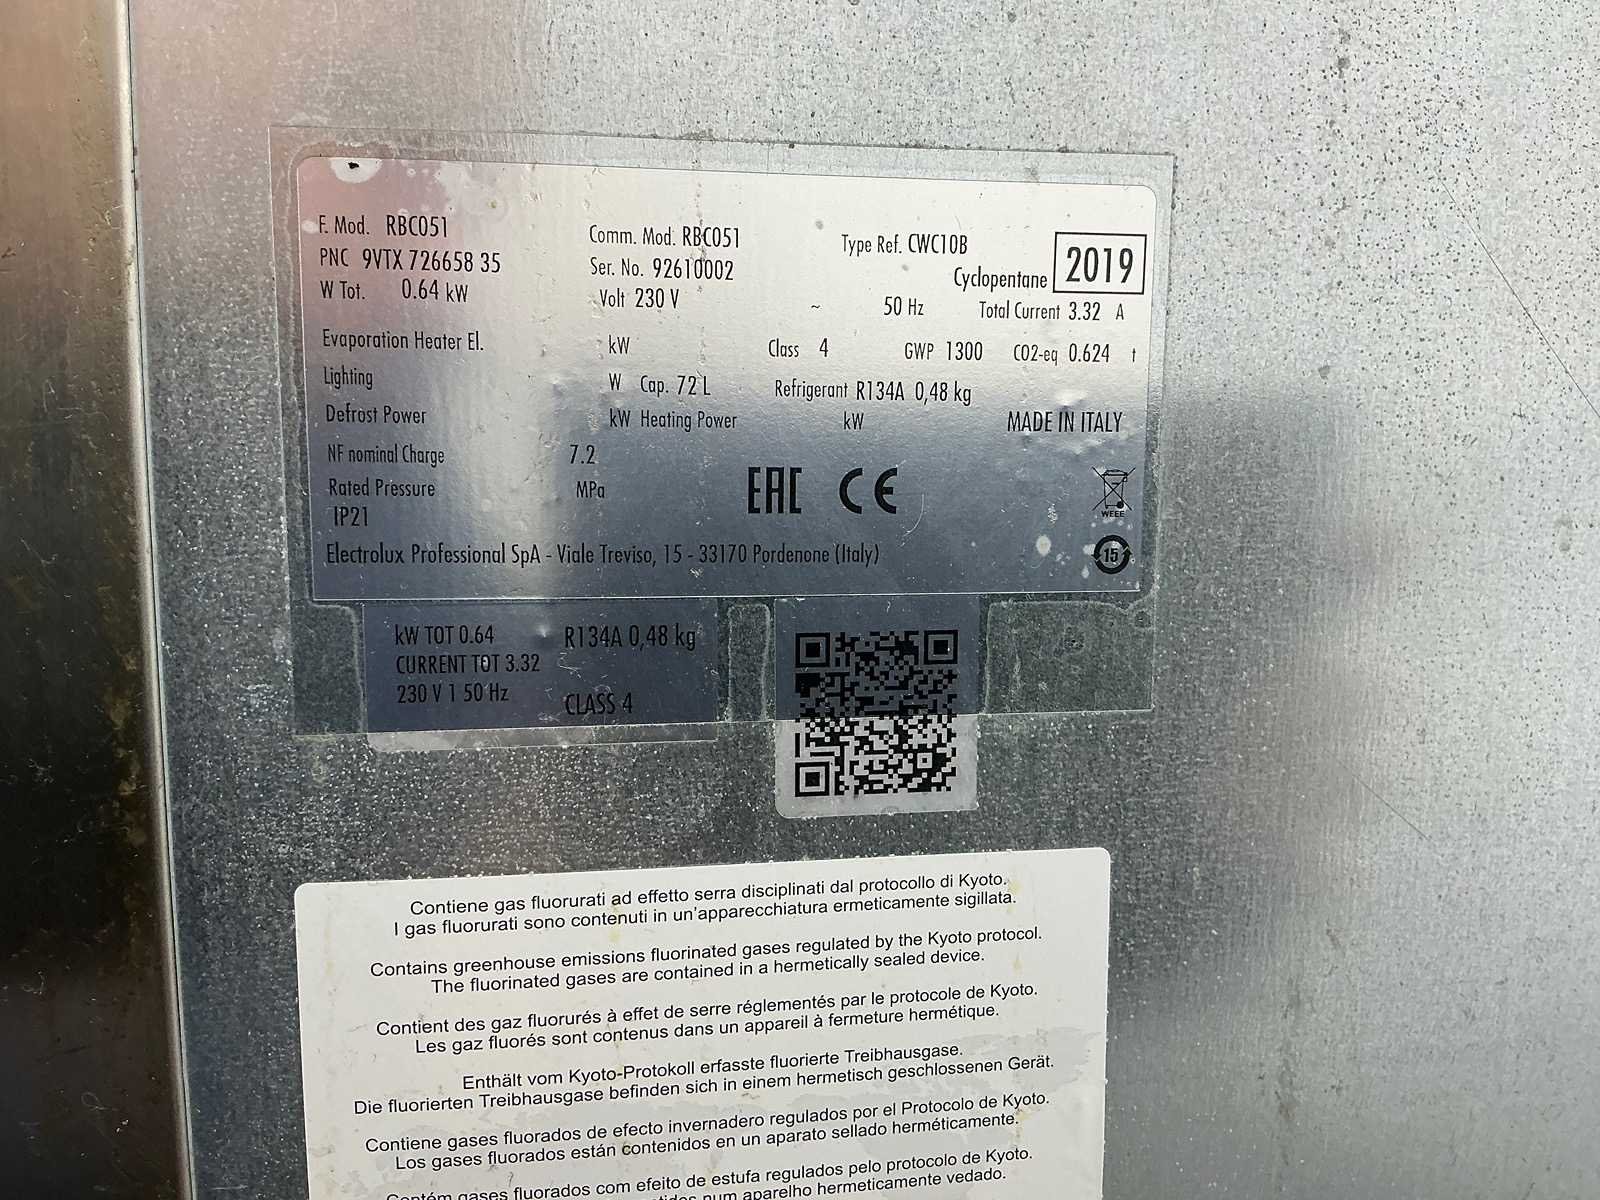 F. Mod. RBC051 Comm. Mod. RBC051 Type Ref. CWC10B 2019
PNC 9VTX 726658 35 Ser. No. 92610002 Cyclopentane
W Tot. 0.64 kW Volt 230 V ~ 50 Hz Total Current 3.32 A
Evaporation Heater El. kW Class 4 GWP 1300 CO2-eq 0.624 t
Lighting W Cap. 72 L Refrigerant R134A 0,48 kg
Defrost Power kW Heating Power kW MADE IN ITALY
NF nominal Charge 7.2
Rated Pressure MPa EAC CE
WEEE
IP21
Electrolux Professional SpA - Viale Treviso, 15 - 33170 Pordenone (Italy) 15
kW TOT 0.64 R134A 0,48 kg
CURRENT TOT 3.32
230 V 1 50 Hz CLASS 4
Contiene gas fluorurati ad effetto serra disciplinati dal protocollo di Kyoto.
I gas fluorurati sono contenuti in un'apparecchiatura ermeticamente sigillata.
Contains greenhouse emissions fluorinated gases regulated by the Kyoto protocol.
The fluorinated gases are contained in a hermetically sealed device.
Contient des gaz fluorurés à effet de serre réglementés par le protocole de Kyoto.
Les gaz fluorés sont contenus dans un appareil à fermeture hermétique.
Enthält vom Kyoto-Protokoll erfasste fluorierte Treibhausgase.
Die fluorierten Treibhausgase befinden sich in einem hermetisch geschlossenen Gerät.
Contiene gases fluorados de efecto invernadero regulados por el Protocolo de Kyoto.
Los gases fluorados están contenidos en un aparato sellado herméticamente.
Contém gases fluorados com efeito de estufa regulados pelo protocolo de Kyoto.
num aparelho hermeticamente vedado.